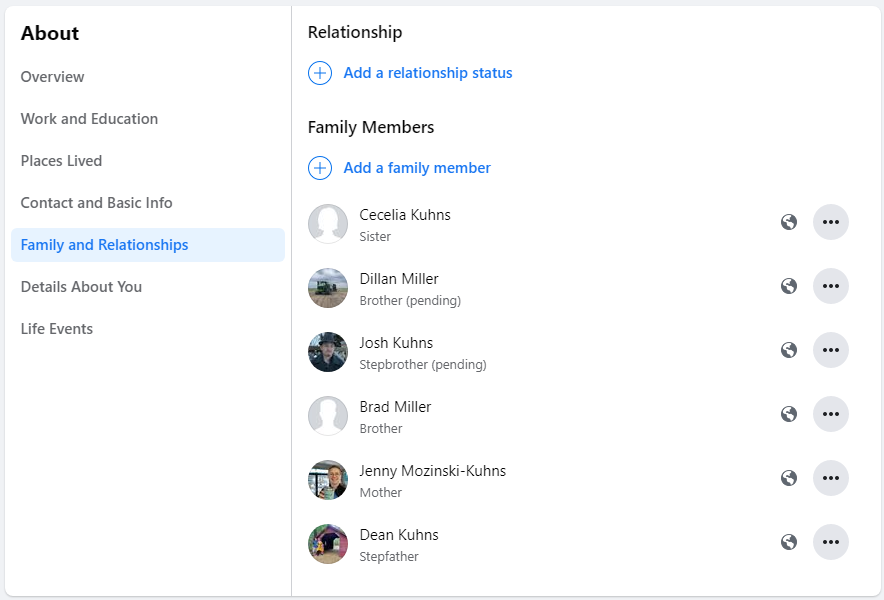 About
Overview
Work and Education
Places Lived
Contact and Basic Info
Family and Relationships
Details About You
Life Events
Relationship
Add a relationship status
Family Members
Add a family member
Cecelia Kuhns
Sister
Dillan Miller
Brother (pending)
Josh Kuhns
Stepbrother (pending)
Brad Miller
Brother
Jenny Mozinski-Kuhns
Mother
Dean Kuhns
Stepfather